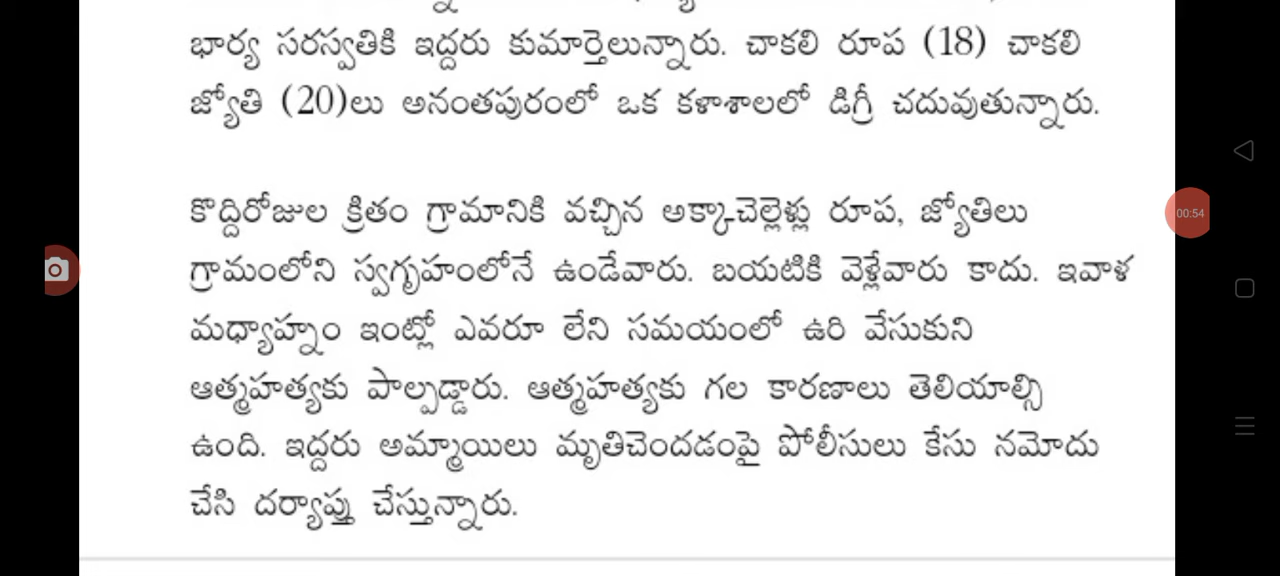 భార్య సరస్వతికి ఇద్దరు కుమార్తెలున్నారు. చాకలి రూప (18) చాకలి
జ్యోతి (20)లు అనంతపురంలో ఒక కళాశాలలో డిగ్రీ చదువుతున్నారు.
కొద్దిరోజుల క్రితం గ్రామానికి వచ్చిన అక్కాచెల్లెళ్లు రూప, జ్యోతిలు
గ్రామంలోని స్వగృహంలోనే ఉండేవారు. బయటికి వెళ్లేవారు కాదు. ఇవాళ
మధ్యాహ్నం ఇంట్లో ఎవరూ లేని సమయంలో ఉరి వేసుకుని
ఆత్మహత్యకు పాల్పడ్డారు. ఆత్మహత్యకు గల కారణాలు తెలియాల్సి
ఉంది. ఇద్దరు అమ్మాయిలు మృతిచెందడంపై పోలీసులు కేసు నమోదు
చేసి దర్యాప్తు చేస్తున్నారు.
00:54